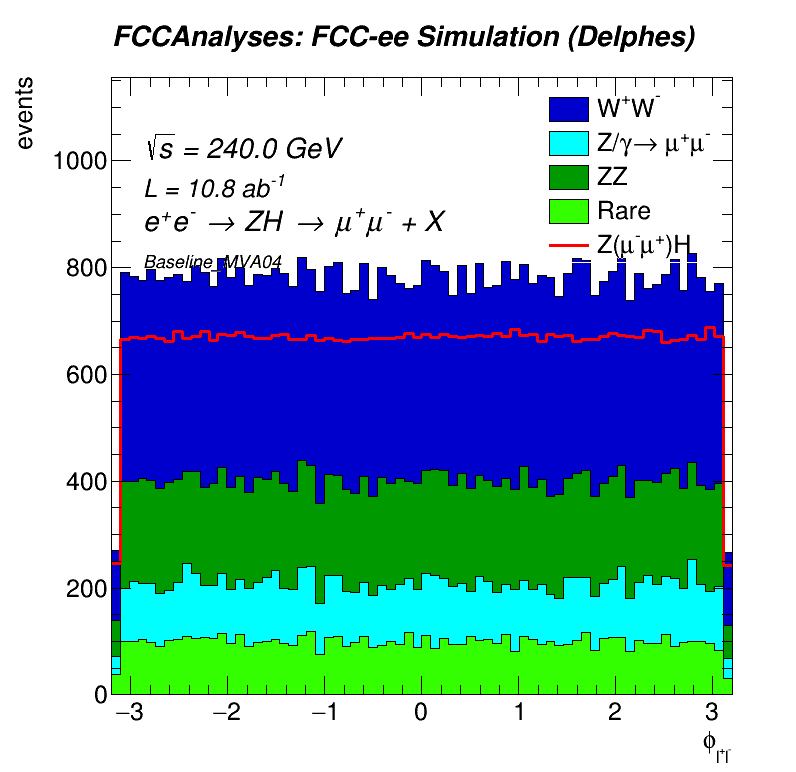 FCCAnalyses: FCC-ee Simulation (Delphes)
events
√s = 240.0 GeV
L = 10.8 ab⁻¹
e⁺e⁻ → ZH → μ⁺μ⁻ + X
Baseline_MVA04
W⁺W⁻
Z/γ→ μ⁺μ⁻
ZZ
Rare
Z(μ⁻μ⁺)H
1000
800
600
400
200
0
−3 −2 −1 0 1 2 3
ϕ_{l⁺l⁻}